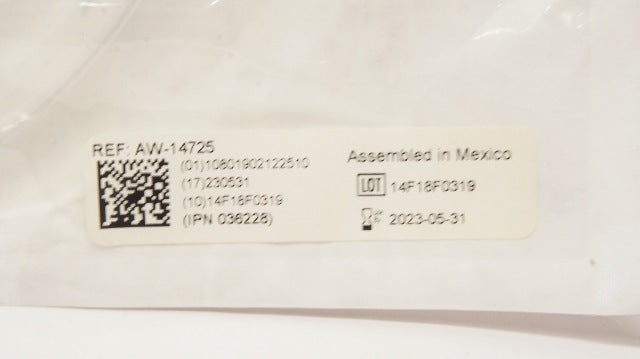 REF: AW-14725
(01)10801902122510
(17)230531
(10)14F18F0319
(IPN 036228)
Assembled in Mexico
LOT 14F18F0319
2023-05-31